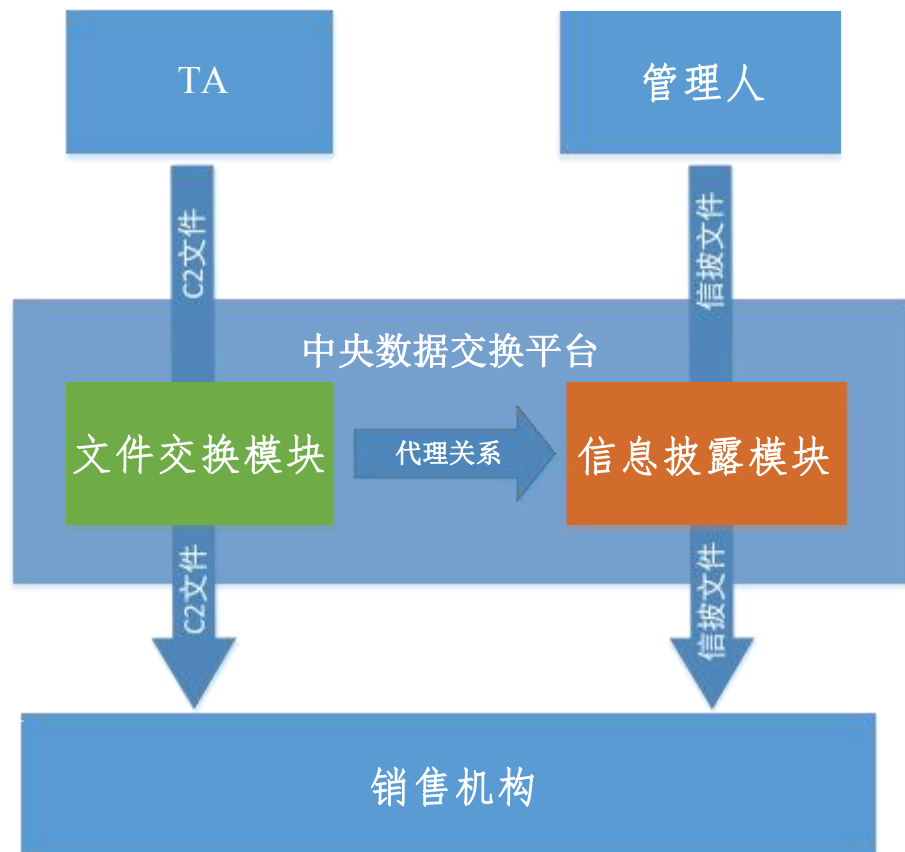 TA
管理人
C2文件
信披文件
中央数据交换平台
文件交换模块
代理关系
信息披露模块
C2文件
信披文件
销售机构